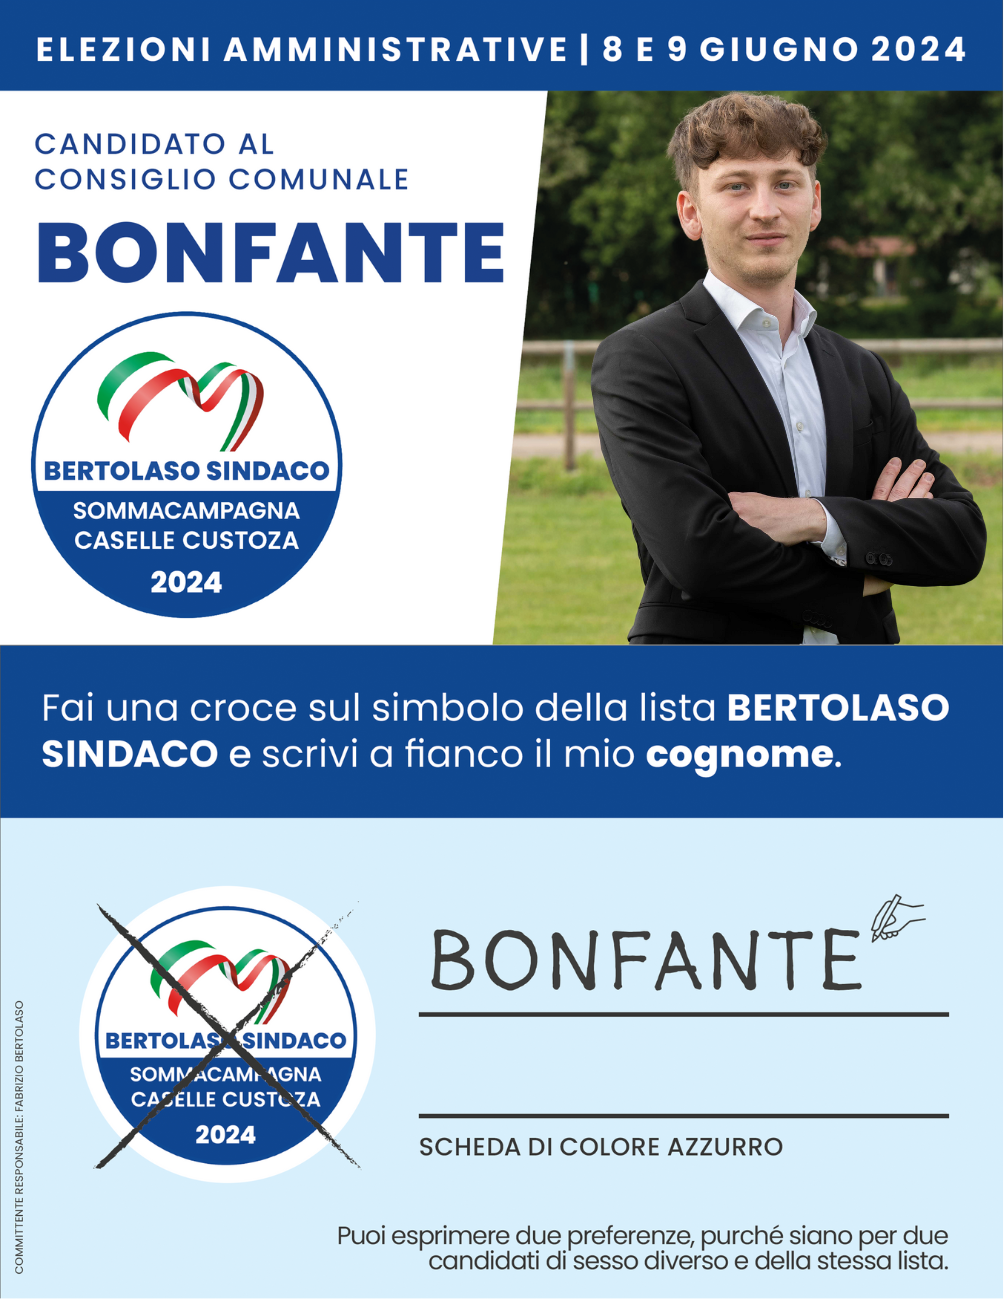 ELEZIONI AMMINISTRATIVE | 8 E 9 GIUGNO 2024
CANDIDATO AL
CONSIGLIO COMUNALE
BONFANTE
BERTOLASO SINDACO
SOMMACAMPAGNA
CASELLE CUSTOZA
2024
Fai una croce sul simbolo della lista BERTOLASO
SINDACO e scrivi a fianco il mio cognome.
BONFANTE
BERTOLASO SINDACO
SOMMACAMPAGNA
CASELLE CUSTOZA
2024
SCHEDA DI COLORE AZZURRO
Puoi esprimere due preferenze, purché siano per due
candidati di sesso diverso e della stessa lista.
COMMITTENTE RESPONSABILE: FABRIZIO BERTOLASO